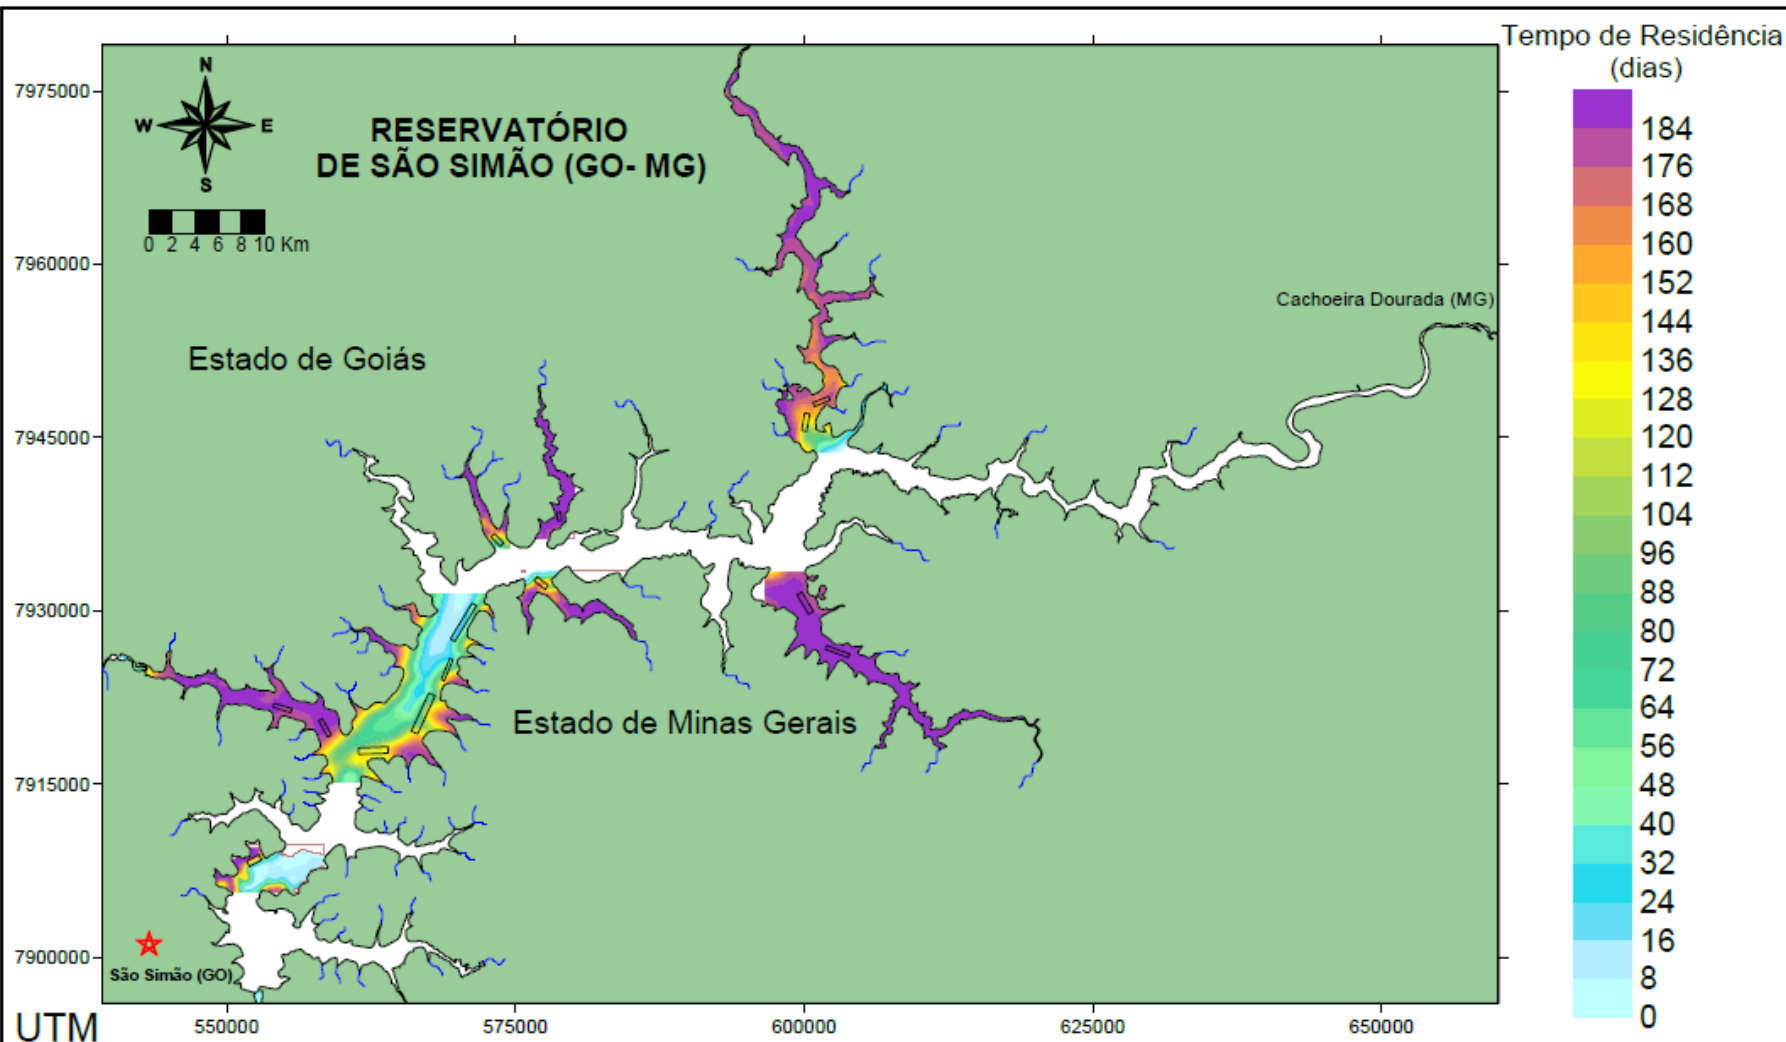 Tempo de Residência
(dias)
N
W
E
S
RESERVATÓRIO
DE SÃO SIMÃO (GO- MG)
0 2 4 6 8 10 Km
7975000
7960000
7945000
7930000
7915000
7900000
Cachoeira Dourada (MG)
Estado de Goiás
Estado de Minas Gerais
São Simão (GO)
UTM
550000
575000
600000
625000
650000
184
176
168
160
152
144
136
128
120
112
104
96
88
80
72
64
56
48
40
32
24
16
8
0